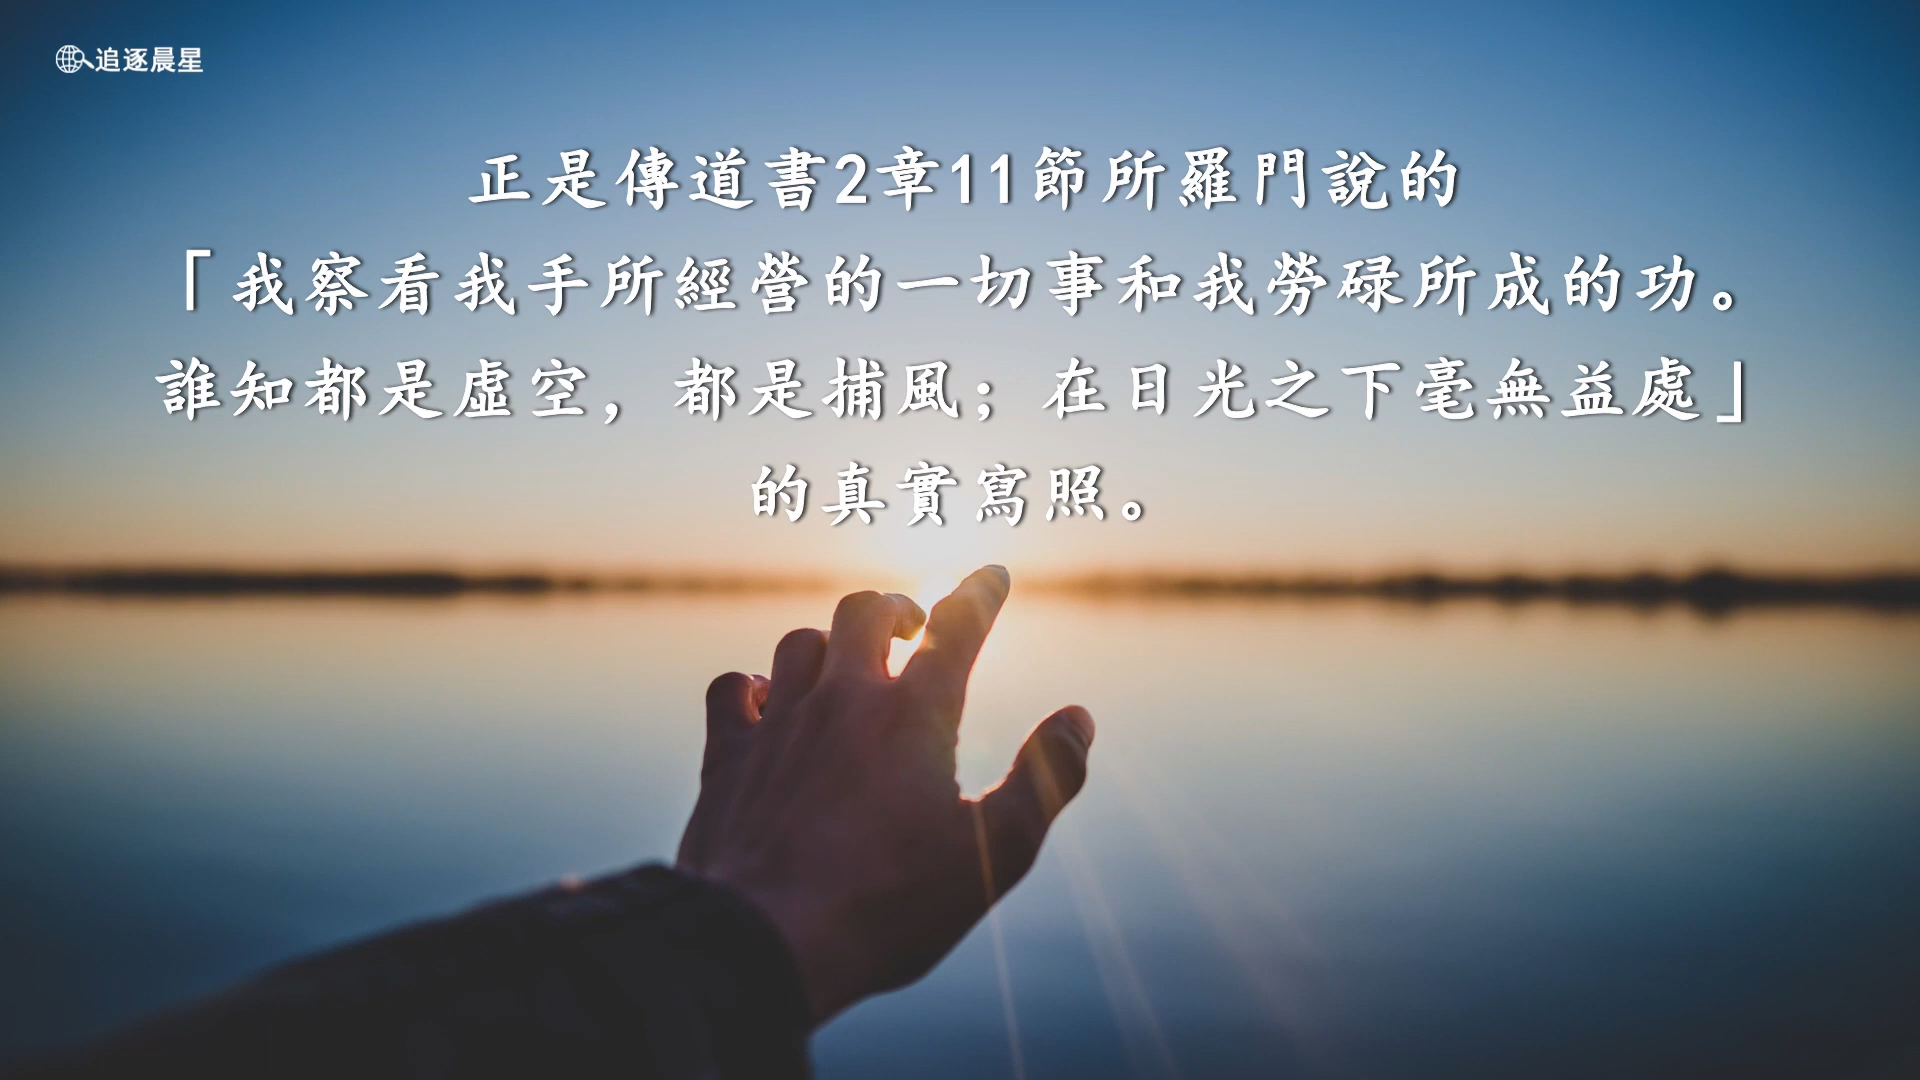 追逐晨星
正是傳道書2章11節所羅門說的
「我察看我手所經營的一切事和我勞碌所成的功。
誰知都是虛空，都是捕風；在日光之下毫無益處」
的真實寫照。